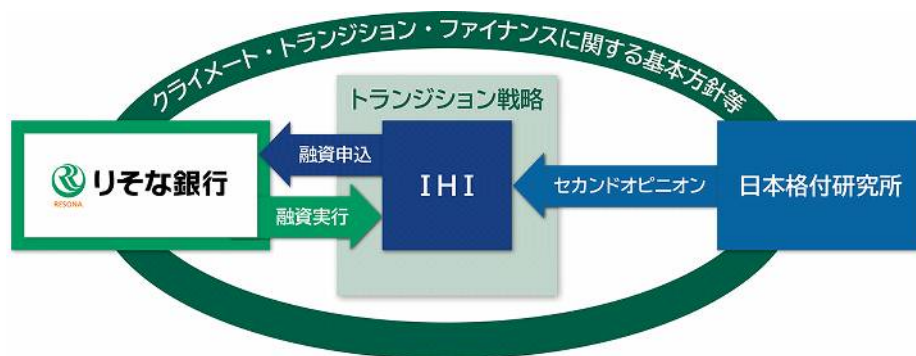 クライメート・トランジション・ファイナンスに関する基本方針等
トランジション戦略
りそな銀行
RESONA
融資申込
融資実行
IHI
セカンドオピニオン
日本格付研究所